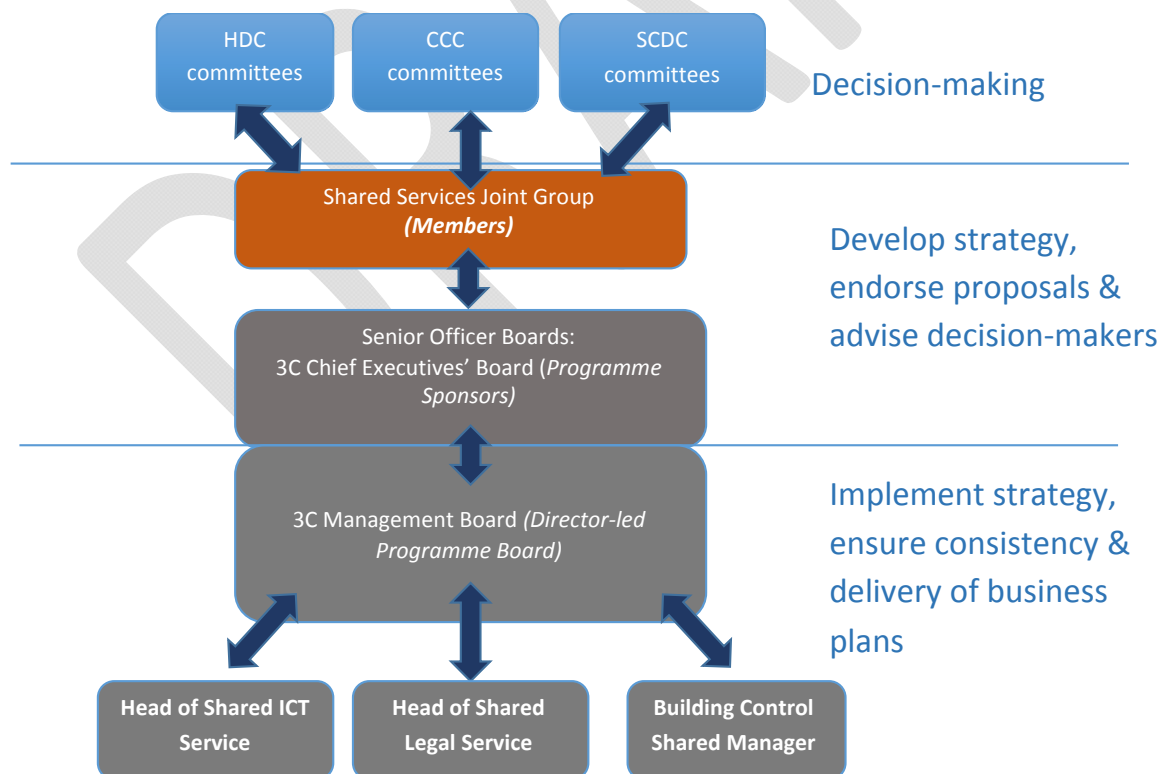 HDC
committees
CCC
committees
SCDC
committees
Decision-making
Shared Services Joint Group
(Members)
Develop strategy,
endorse proposals &
advise decision-makers
Senior Officer Boards:
3C Chief Executives’ Board (Programme
Sponsors)
3C Management Board (Director-led
Programme Board)
Implement strategy,
ensure consistency &
delivery of business
plans
Head of Shared ICT
Service
Head of Shared
Legal Service
Building Control
Shared Manager